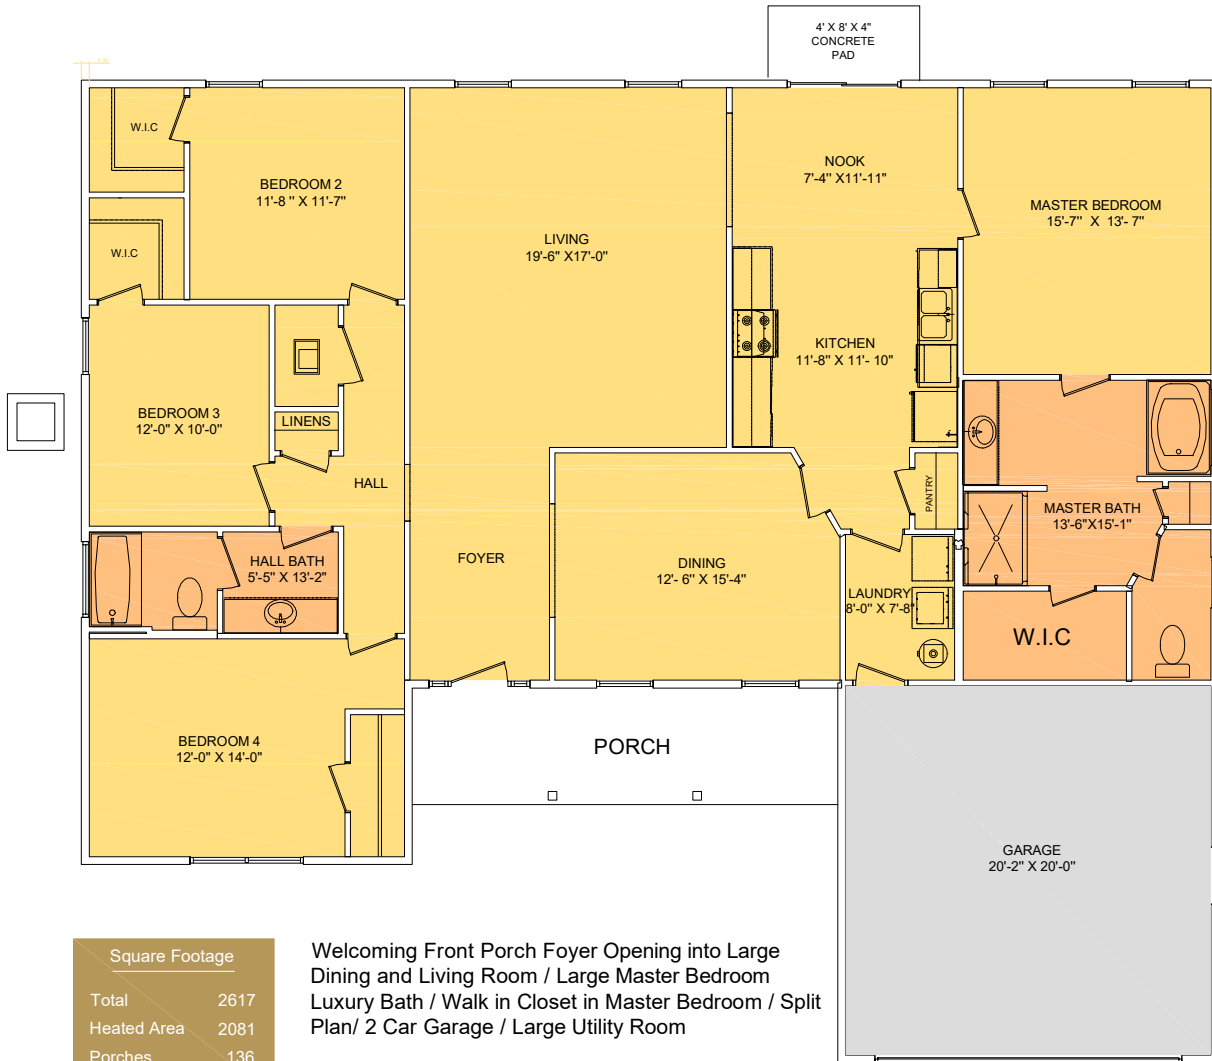 4' X 8' X 4"
CONCRETE
PAD
W.I.C
BEDROOM 2
11'-8 '' X 11'-7"
NOOK
7'-4" X11'-11"
MASTER BEDROOM
15'-7" X 13'- 7"
LIVING
19'-6" X17'-0"
W.I.C
KITCHEN
11'-8" X 11'- 10"
BEDROOM 3
12'-0" X 10'-0"
LINENS
HALL
PANTRY
MASTER BATH
13'-6"X15'-1"
HALL BATH
5'-5" X 13'-2"
FOYER
DINING
12'- 6" X 15'-4"
LAUNDRY
8'-0" X 7'-8"
W.I.C
BEDROOM 4
12'-0" X 14'-0"
PORCH
GARAGE
20'-2" X 20'-0"
Square Footage
Total 2617
Heated Area 2081
Porches 136
Welcoming Front Porch Foyer Opening into Large
Dining and Living Room / Large Master Bedroom
Luxury Bath / Walk in Closet in Master Bedroom / Split
Plan/ 2 Car Garage / Large Utility Room